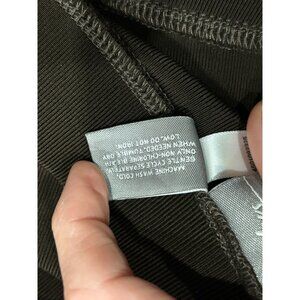 MACHINE WASH COLD,
GENTLE CYCLE SEPARATELY,
ONLY NON-CHLORINE BLEACH
WHEN NEEDED, TUMBLE DRY
LOW, DO NOT IRON.